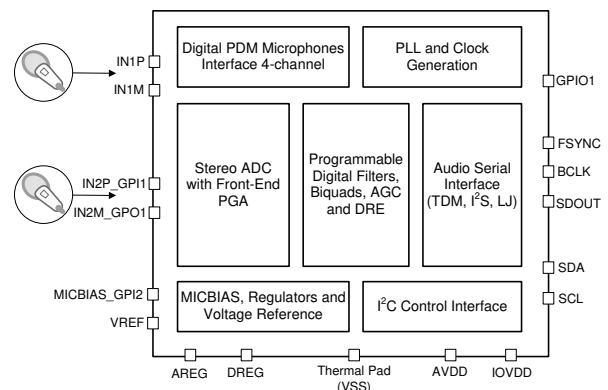 Digital PDM Microphones
Interface 4-channel
PLL and Clock
Generation
IN1P
IN1M
GPIO1
Stereo ADC
with Front-End
PGA
Programmable
Digital Filters,
Biquads, AGC
and DRE
Audio Serial
Interface
(TDM, I²S, LJ)
FSYNC
BCLK
SDOUT
IN2P_GPI1
IN2M_GPO1
SDA
SCL
MICBIAS_GPI2
VREF
MICBIAS, Regulators and
Voltage Reference
I²C Control Interface
AREG
DREG
Thermal Pad
(VSS)
AVDD
IOVDD